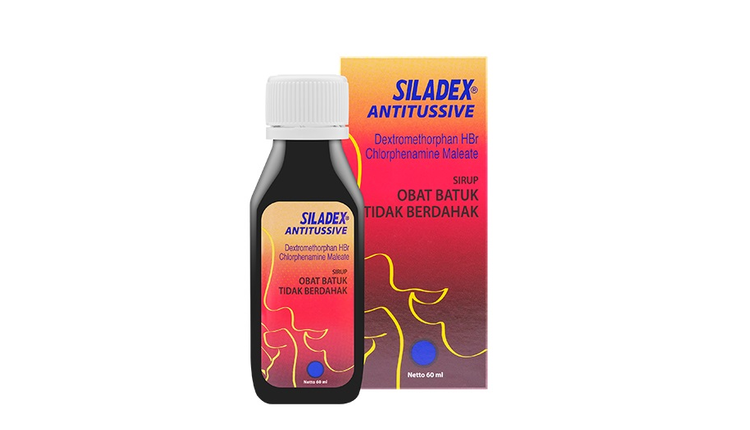 SILADEX®
ANTITUSSIVE
Dextromethorphan HBr
Chlorphenamine Maleate
SIRUP
OBAT BATUK
TIDAK BERDAHAK
Netto 60 ml
SILADEX®
ANTITUSSIVE
Dextromethorphan HBr
Chlorphenamine Maleate
SIRUP
OBAT BATUK
TIDAK BERDAHAK
Netto 60 ml